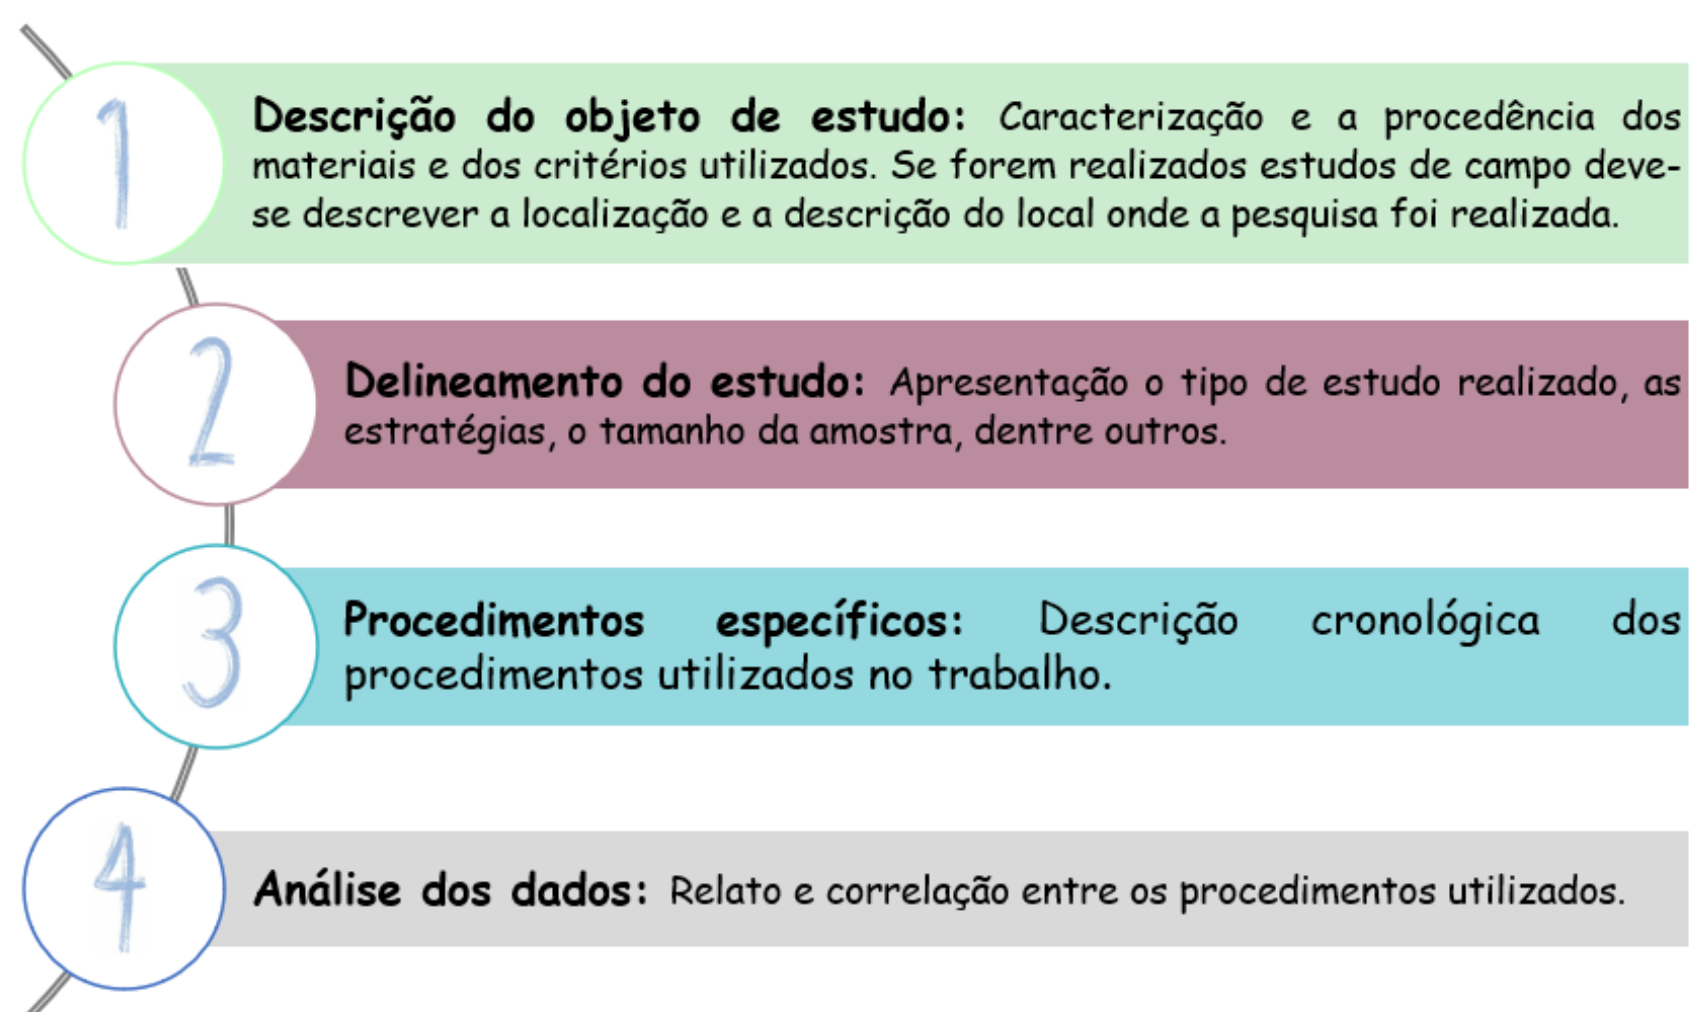 1
Descrição do objeto de estudo: Caracterização e a procedência dos
materiais e dos critérios utilizados. Se forem realizados estudos de campo deve-
se descrever a localização e a descrição do local onde a pesquisa foi realizada.
2
Delineamento do estudo: Apresentação o tipo de estudo realizado, as
estratégias, o tamanho da amostra, dentre outros.
3
Procedimentos específicos: Descrição cronológica dos
procedimentos utilizados no trabalho.
4
Análise dos dados: Relato e correlação entre os procedimentos utilizados.